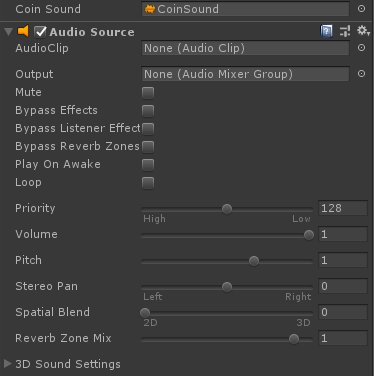 Coin Sound CoinSound
Audio Source
AudioClip None (Audio Clip)
Output None (Audio Mixer Group)
Mute
Bypass Effects
Bypass Listener Effect
Bypass Reverb Zones
Play On Awake
Loop
Priority 128
High Low
Volume 1
Pitch 1
Stereo Pan 0
Left Right
Spatial Blend 0
2D 3D
Reverb Zone Mix 1
3D Sound Settings